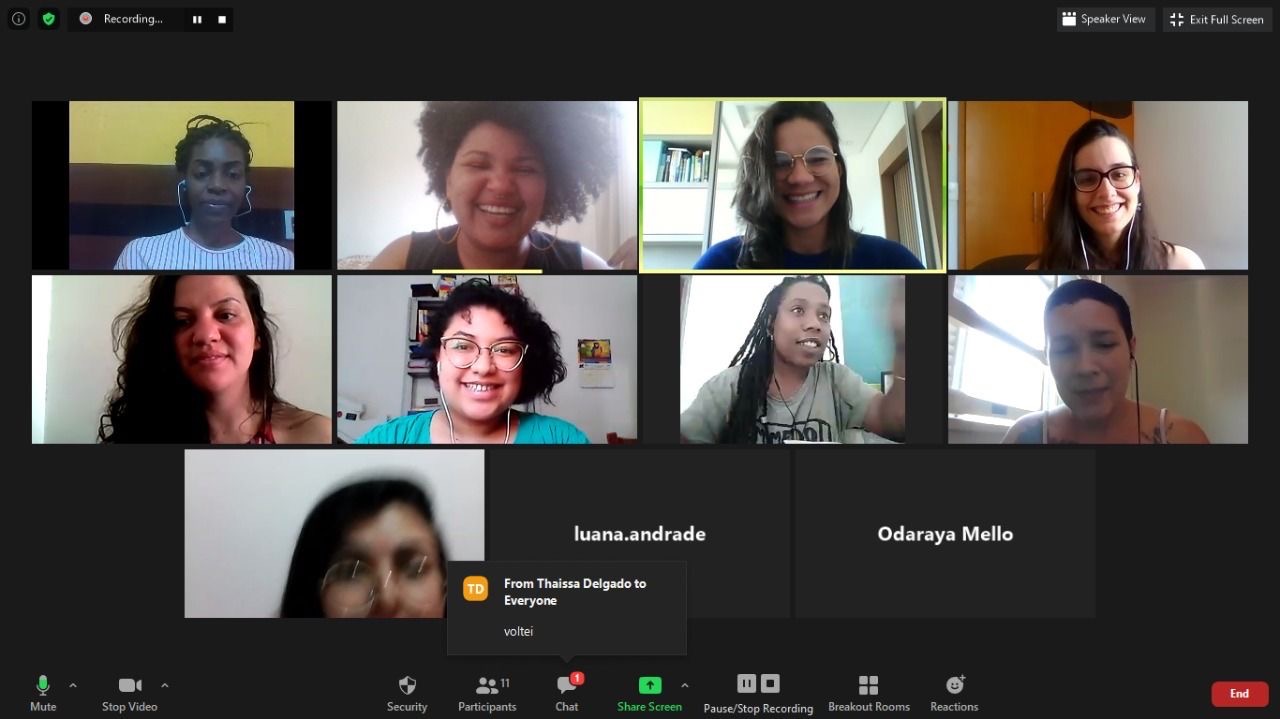 Recording...
Speaker View
Exit Full Screen
luana.andrade
Odaraya Mello
TD
From Thaissa Delgado to
Everyone
voltei
11
1
Mute
Stop Video
Security
Participants
Chat
Share Screen
Pause/Stop Recording
Breakout Rooms
Reactions
End